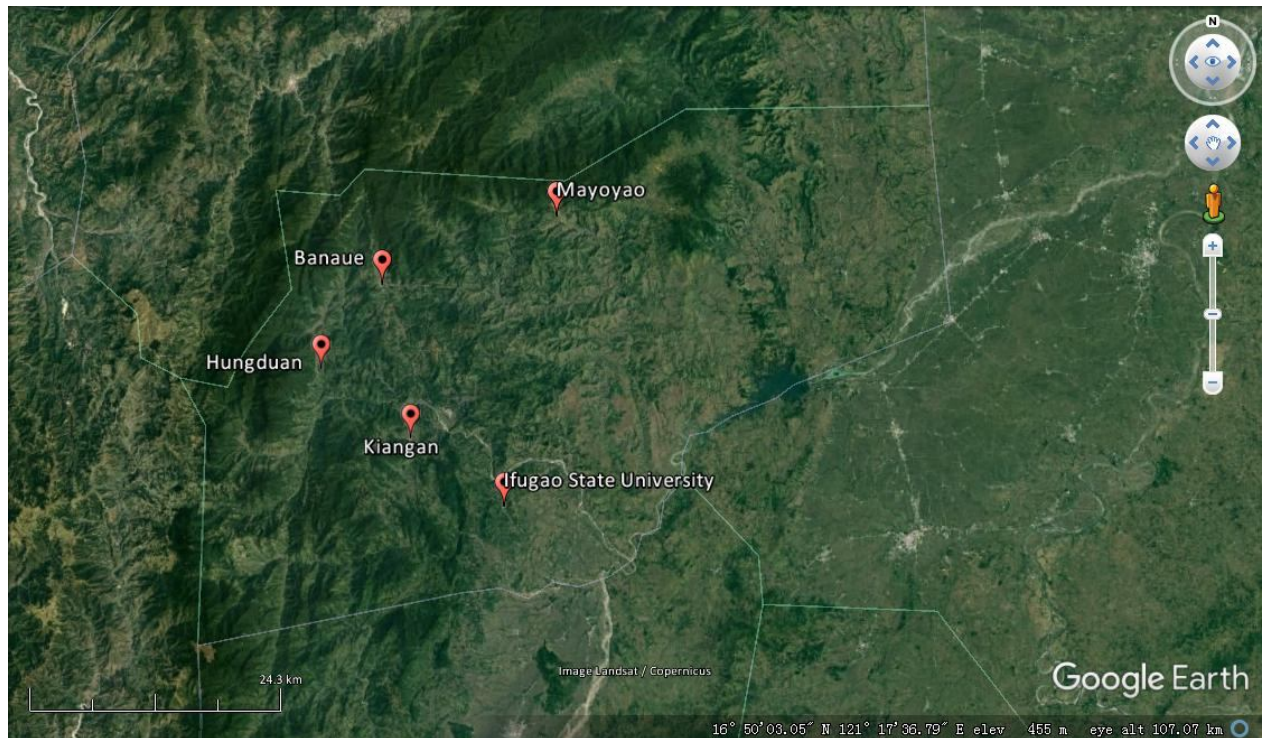 N
Mayoyao
Banaue
Hungduan
Kiangan
Ifugao State University
Image Landsat / Copernicus
24.3 km
Google Earth
16° 50'03.05" N 121° 17'36.79" E elev 455 m eye alt 107.07 km